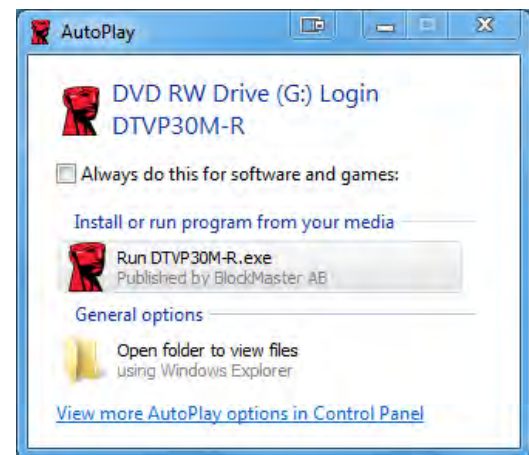 AutoPlay
DVD RW Drive (G:) Login
DTVP30M-R
Always do this for software and games:
Install or run program from your media
Run DTVP30M-R.exe
Published by BlockMaster AB
General options
Open folder to view files
using Windows Explorer
View more AutoPlay options in Control Panel